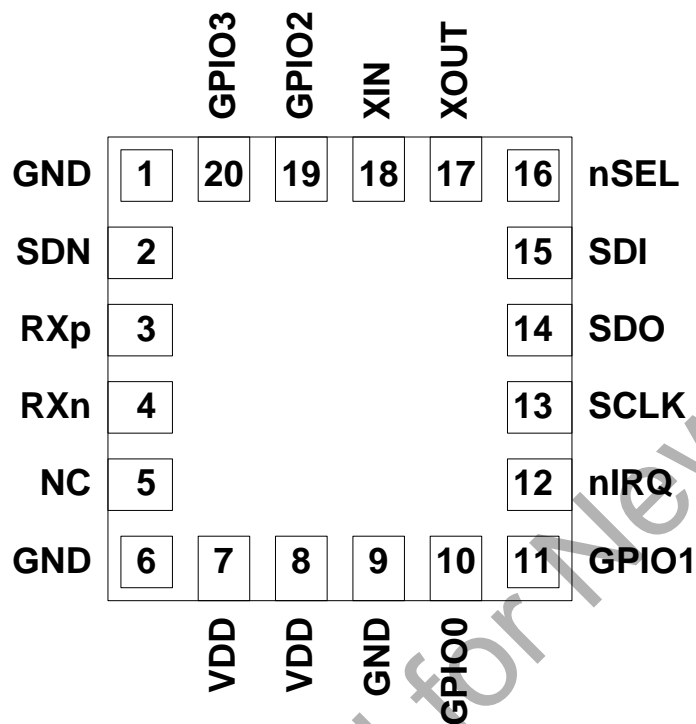 GPIO3 GPIO2 XIN XOUT
GND 1 20 19 18 17 16 nSEL
SDN 2 15 SDI
RXp 3 14 SDO
RXn 4 13 SCLK
NC 5 12 nIRQ
GND 6 7 8 9 10 11 GPIO1
VDD VDD GND GPIO0
for New